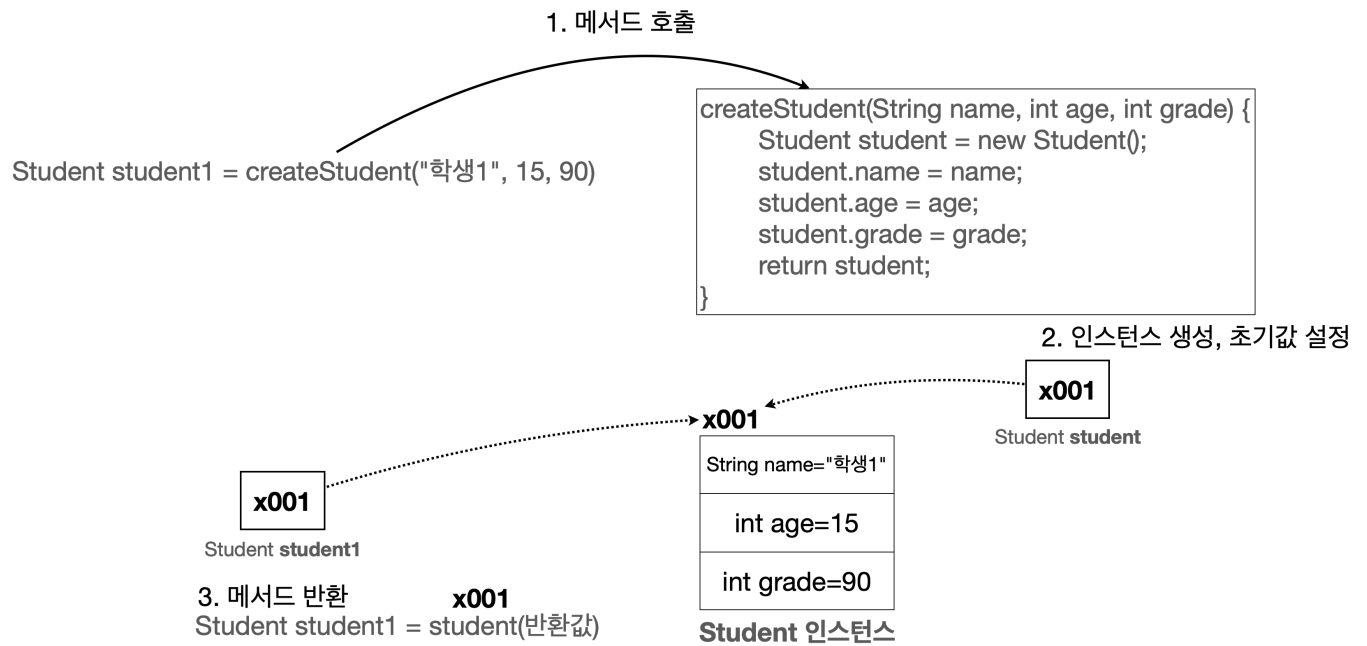 1. 메서드 호출
Student student1 = createStudent("학생1", 15, 90)
createStudent(String name, int age, int grade) {
Student student = new Student();
student.name = name;
student.age = age;
student.grade = grade;
return student;
}
2. 인스턴스 생성, 초기값 설정
x001
Student student
x001
String name="학생1"
int age=15
int grade=90
Student 인스턴스
x001
Student student1
3. 메서드 반환
x001
Student student1 = student(반환값)